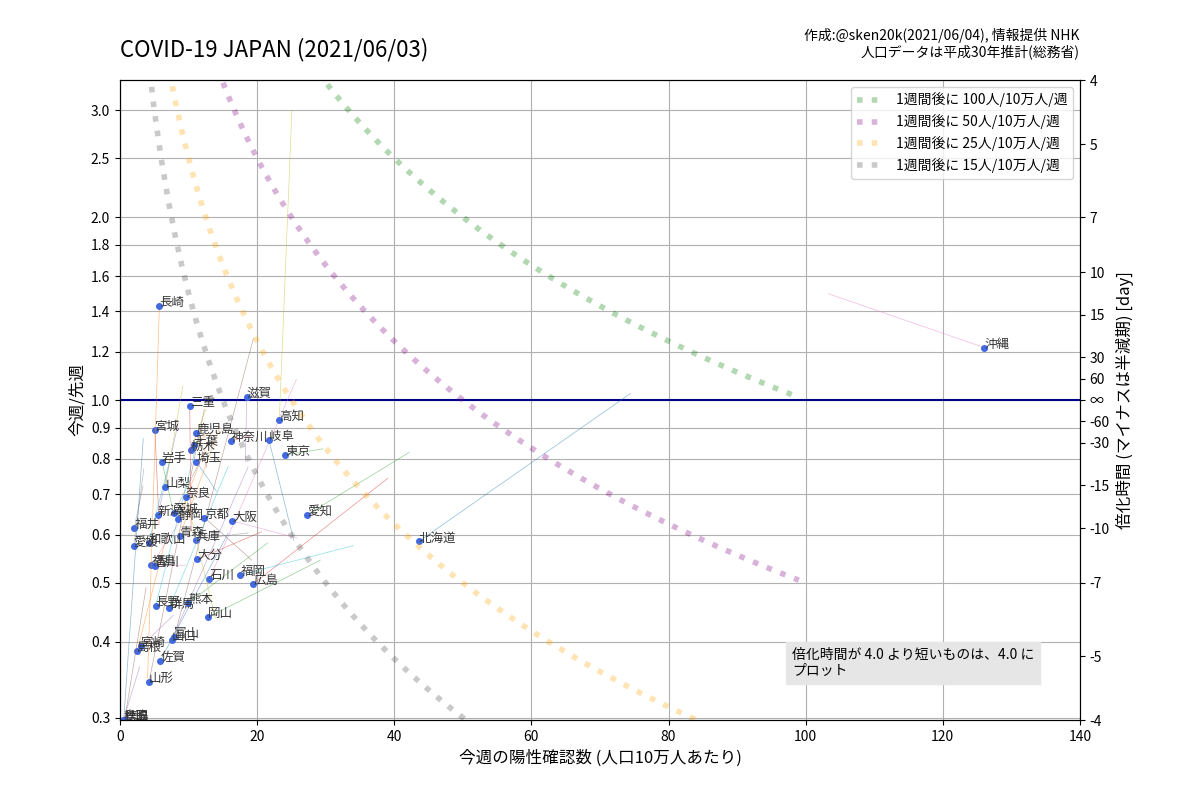 COVID-19 JAPAN (2021/06/03)
作成:@sken20k(2021/06/04), 情報提供 NHK
人口データは平成30年推計(総務省)
1週間後に 100人/10万人/週
1週間後に 50人/10万人/週
1週間後に 25人/10万人/週
1週間後に 15人/10万人/週
今週/先週
3.0
2.5
2.0
1.8
1.6
1.4
1.2
1.0
0.9
0.8
0.7
0.6
0.5
0.4
0.3
倍化時間 (マイナスは半減期) [day]
4
5
7
10
15
30
60
∞
-60
-30
-15
-10
-7
-5
-4
長崎
沖縄
滋賀
三重
高知
宮城
鹿児島
神奈川
岐阜
千葉
栃木
東京
岩手
埼玉
山梨
奈良
新潟
茨城
静岡
京都
大阪
愛知
福井
青森
兵庫
北海道
愛媛
和歌山
大分
福島
香川
石川
福岡
広島
長野
群馬
熊本
岡山
富山
山口
宮崎
島根
佐賀
山形
倍化時間が 4.0 より短いものは、4.0 に
プロット
0
20
40
60
80
100
120
140
今週の陽性確認数 (人口10万人あたり)